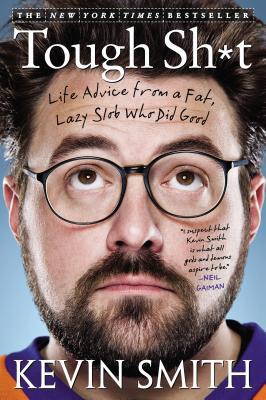 THE NEW YORK TIMES BESTSELLER
Tough Sh*t
Life Advice from a Fat,
Lazy Slob Who Did Good
"I suspect that
Kevin Smith
is what all
gods and demons
aspire to be."
—NEIL
GAIMAN
KEVIN SMITH